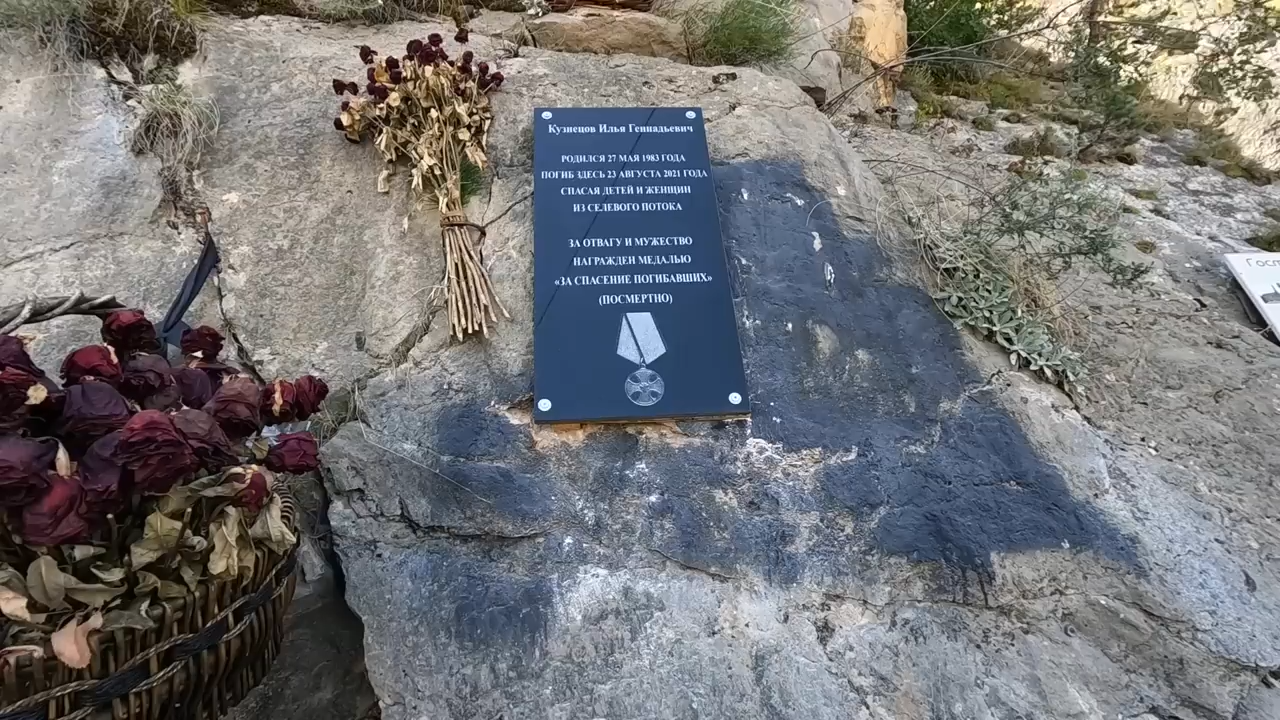 Кузнецов Илья Геннадьевич
РОДИЛСЯ 27 МАЯ 1983 ГОДА
ПОГИБ ЗДЕСЬ 23 АВГУСТА 2021 ГОДА
СПАСАЯ ДЕТЕЙ И ЖЕНЩИН
ИЗ СЕЛЕВОГО ПОТОКА
ЗА ОТВАГУ И МУЖЕСТВО
НАГРАЖДЕН МЕДАЛЬЮ
«ЗА СПАСЕНИЕ ПОГИБАВШИХ»
(ПОСМЕРТНО)